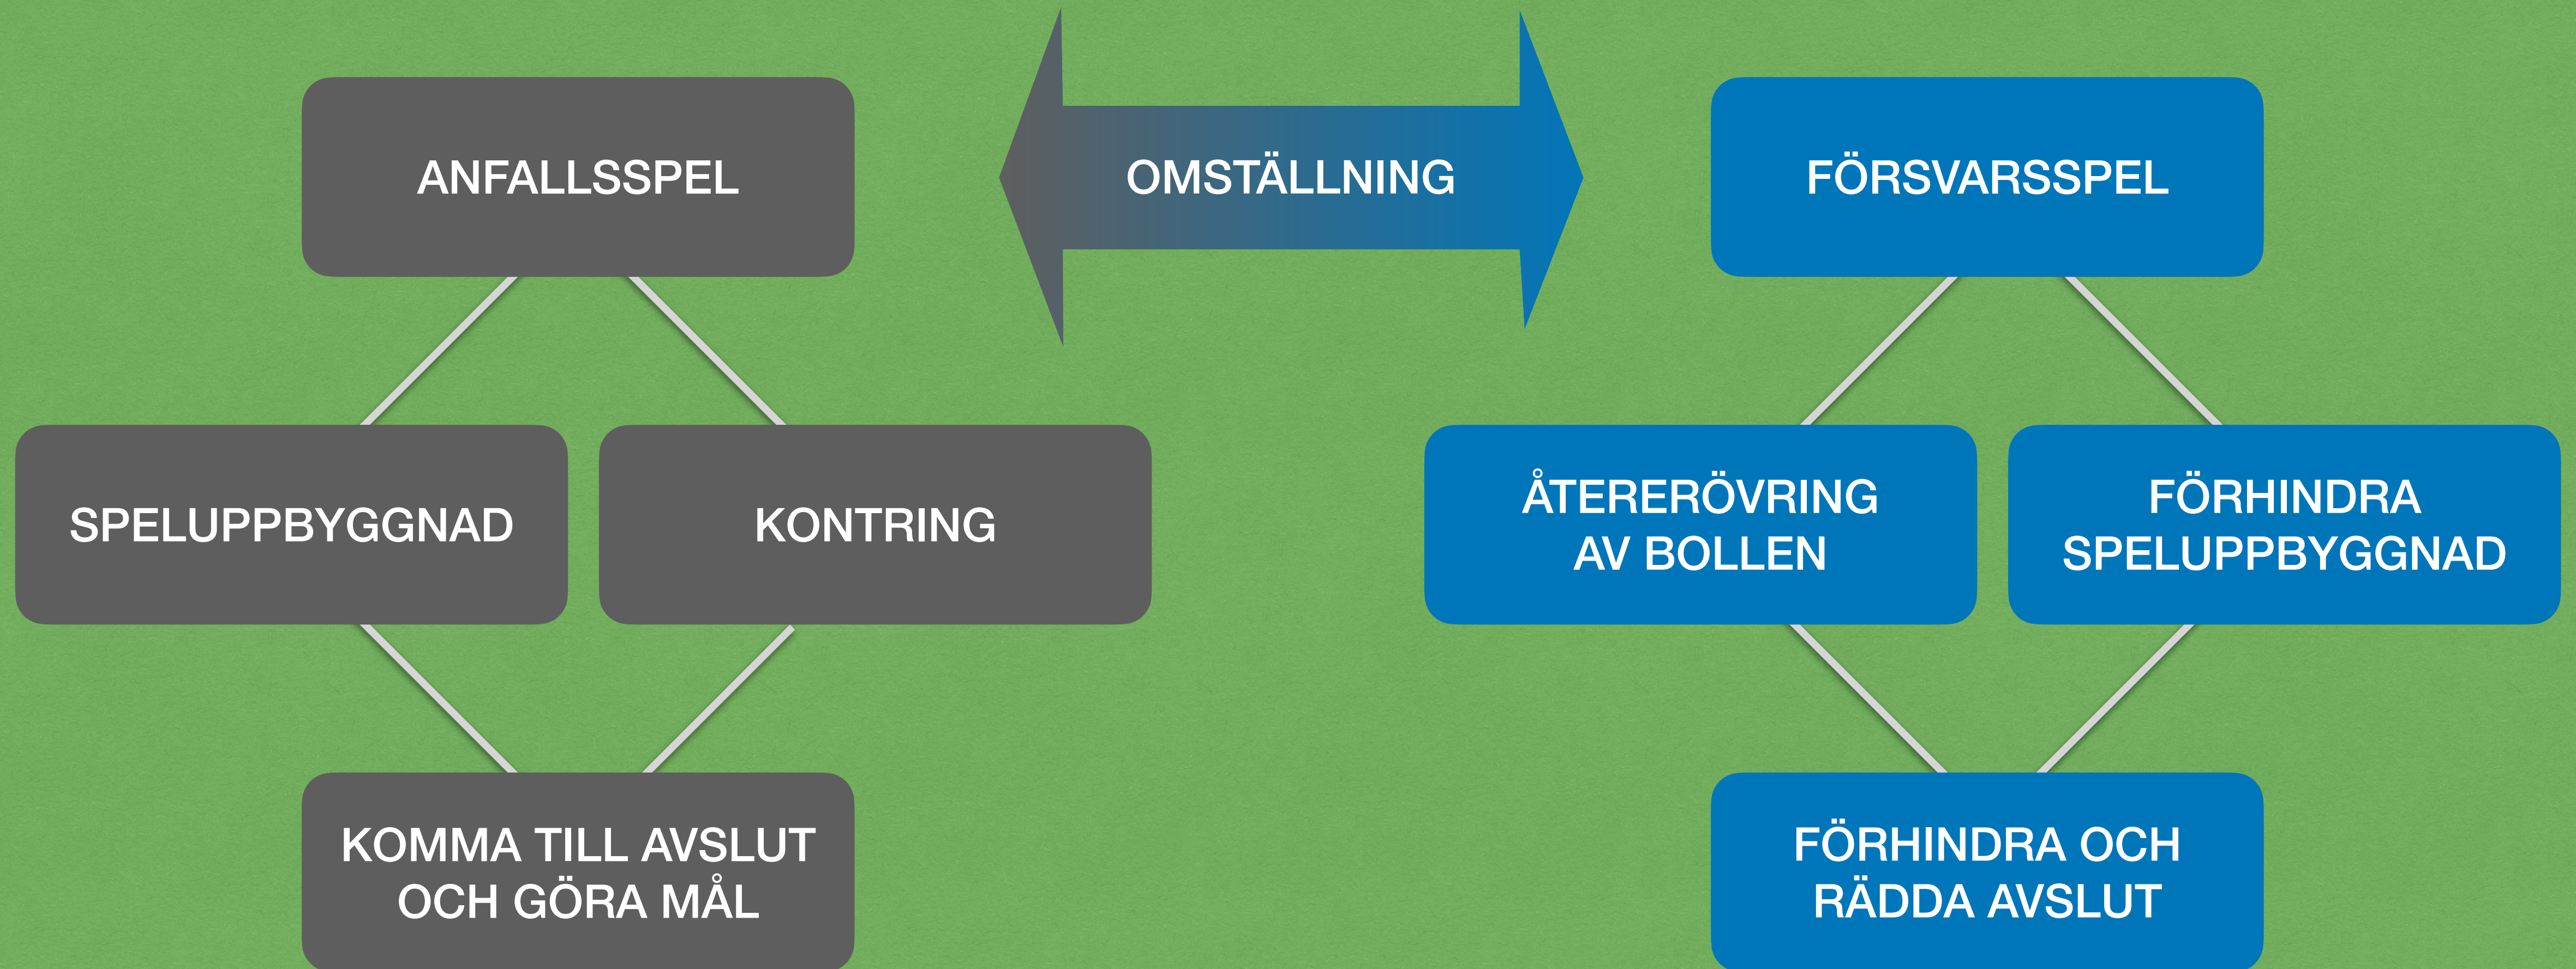 ANFALLSSPEL
OMSTÄLLNING
FÖRSVARSSPEL
SPELUPPBYGGNAD
KONTRING
ÅTERERÖVRING
AV BOLLEN
FÖRHINDRA
SPELUPPBYGGNAD
KOMMA TILL AVSLUT
OCH GÖRA MÅL
FÖRHINDRA OCH
RÄDDA AVSLUT